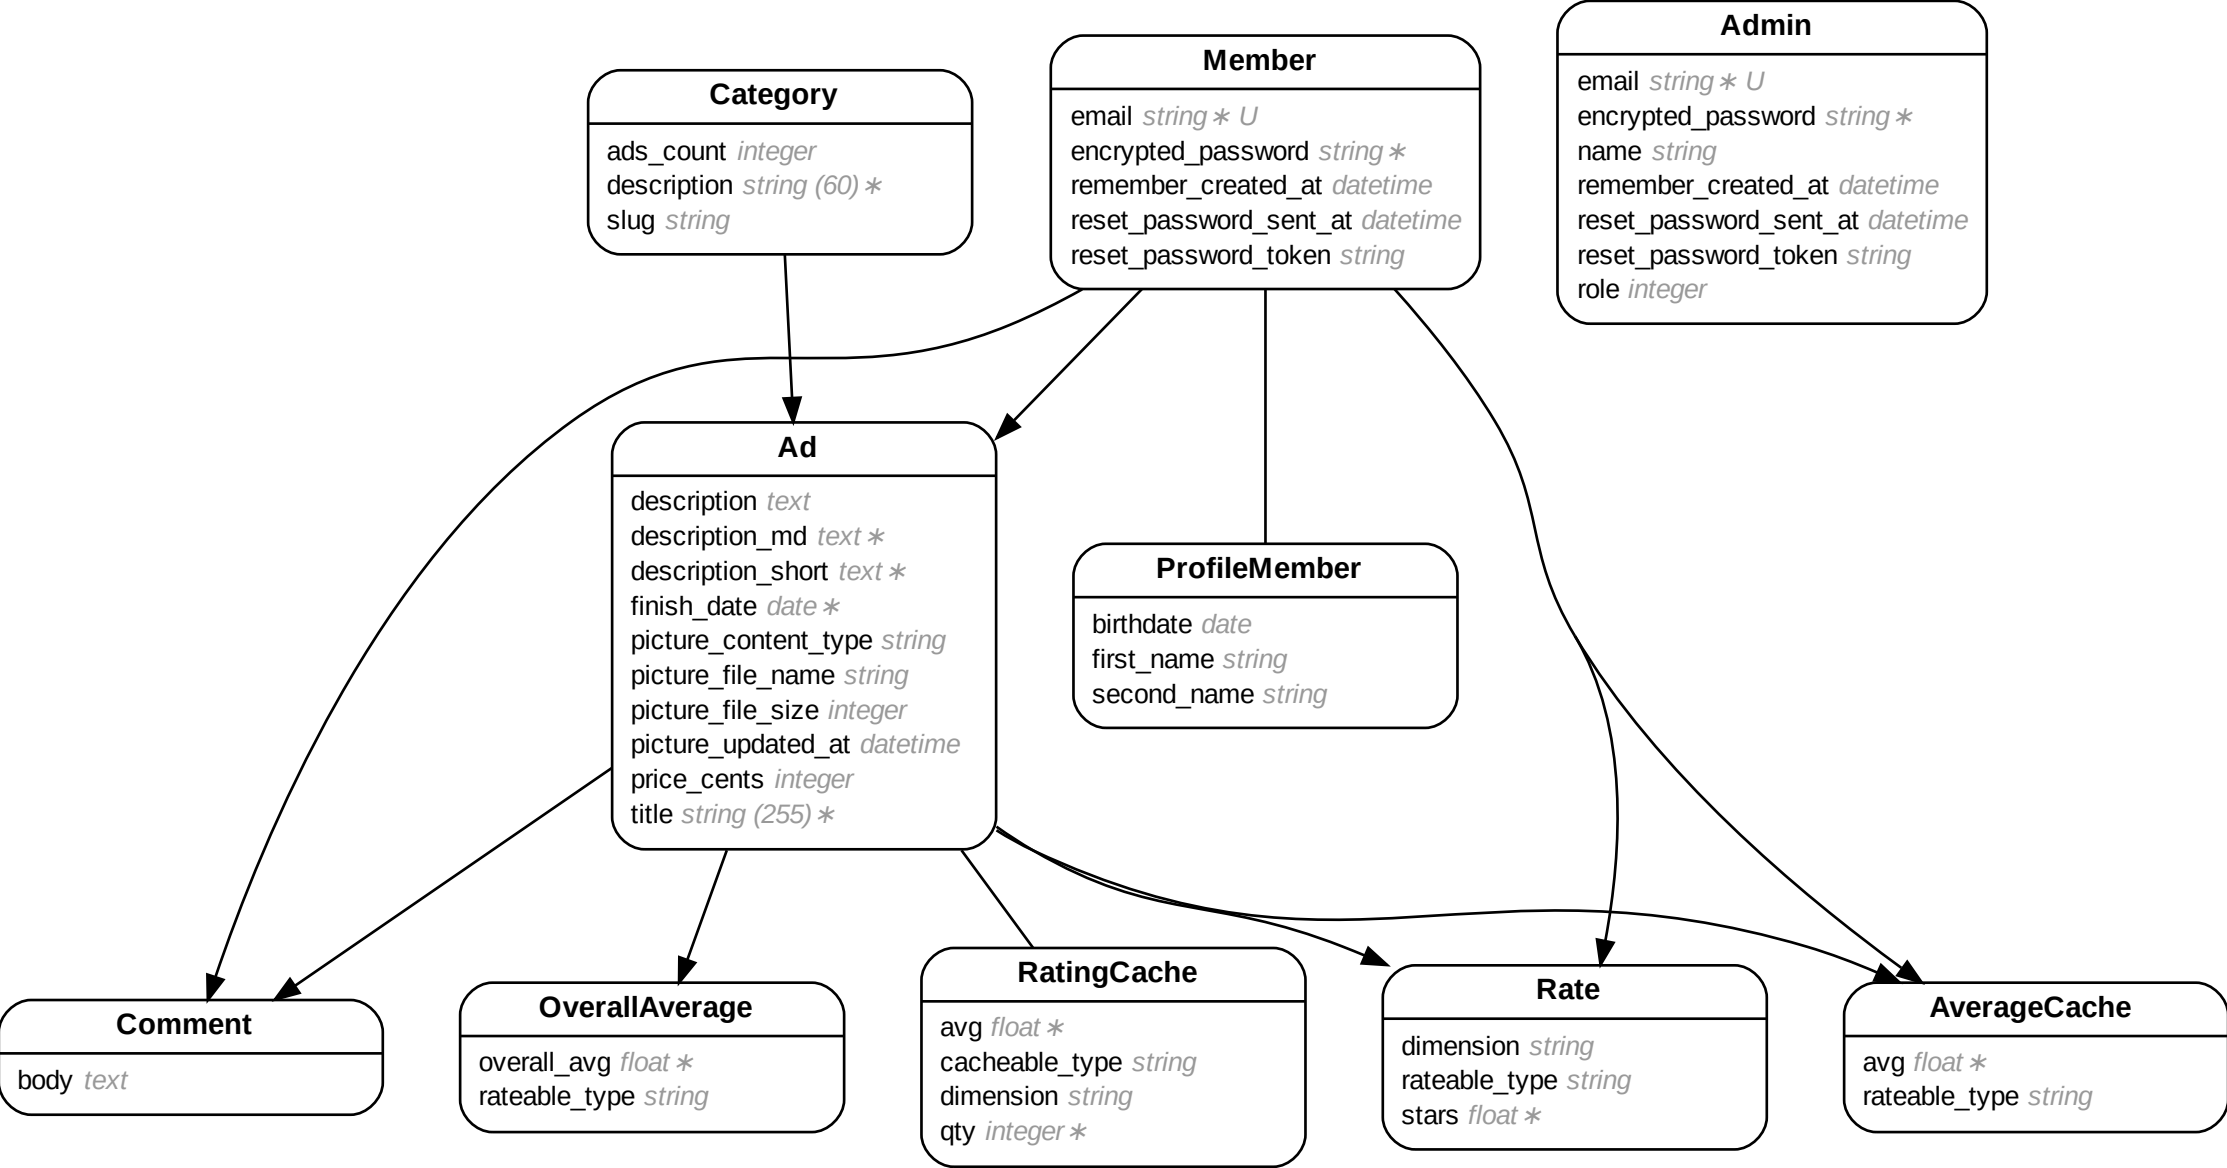 Category
ads_count integer
description string (60) ∗
slug string
Member
email string ∗ U
encrypted_password string ∗
remember_created_at datetime
reset_password_sent_at datetime
reset_password_token string
Admin
email string ∗ U
encrypted_password string ∗
name string
remember_created_at datetime
reset_password_sent_at datetime
reset_password_token string
role integer
Ad
description text
description_md text ∗
description_short text ∗
finish_date date ∗
picture_content_type string
picture_file_name string
picture_file_size integer
picture_updated_at datetime
price_cents integer
title string (255) ∗
ProfileMember
birthdate date
first_name string
second_name string
Comment
body text
OverallAverage
overall_avg float ∗
rateable_type string
RatingCache
avg float ∗
cacheable_type string
dimension string
qty integer ∗
Rate
dimension string
rateable_type string
stars float ∗
AverageCache
avg float ∗
rateable_type string